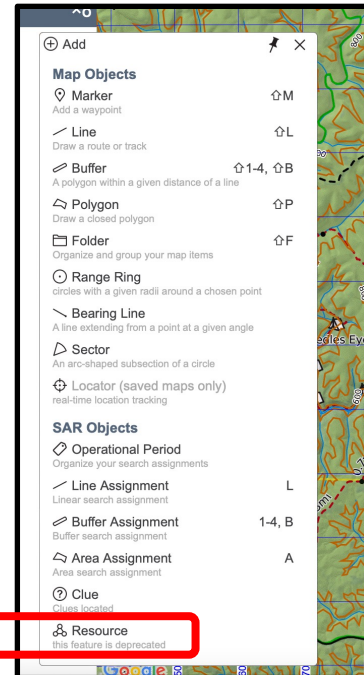 Add
Map Objects
Marker ⇧M
Add a waypoint
Line ⇧L
Draw a route or track
Buffer ⇧1-4, ⇧B
A polygon within a given distance of a line
Polygon ⇧P
Draw a closed polygon
Folder ⇧F
Organize and group your map items
Range Ring
circles with a given radii around a chosen point
Bearing Line
A line extending from a point at a given angle
Sector
An arc-shaped subsection of a circle
Locator (saved maps only)
real-time location tracking
SAR Objects
Operational Period
Organize your search assignments
Line Assignment L
Linear search assignment
Buffer Assignment 1-4, B
Buffer search assignment
Area Assignment A
Area search assignment
Clue
Clues located
Resource
this feature is deprecated
Google
800
600